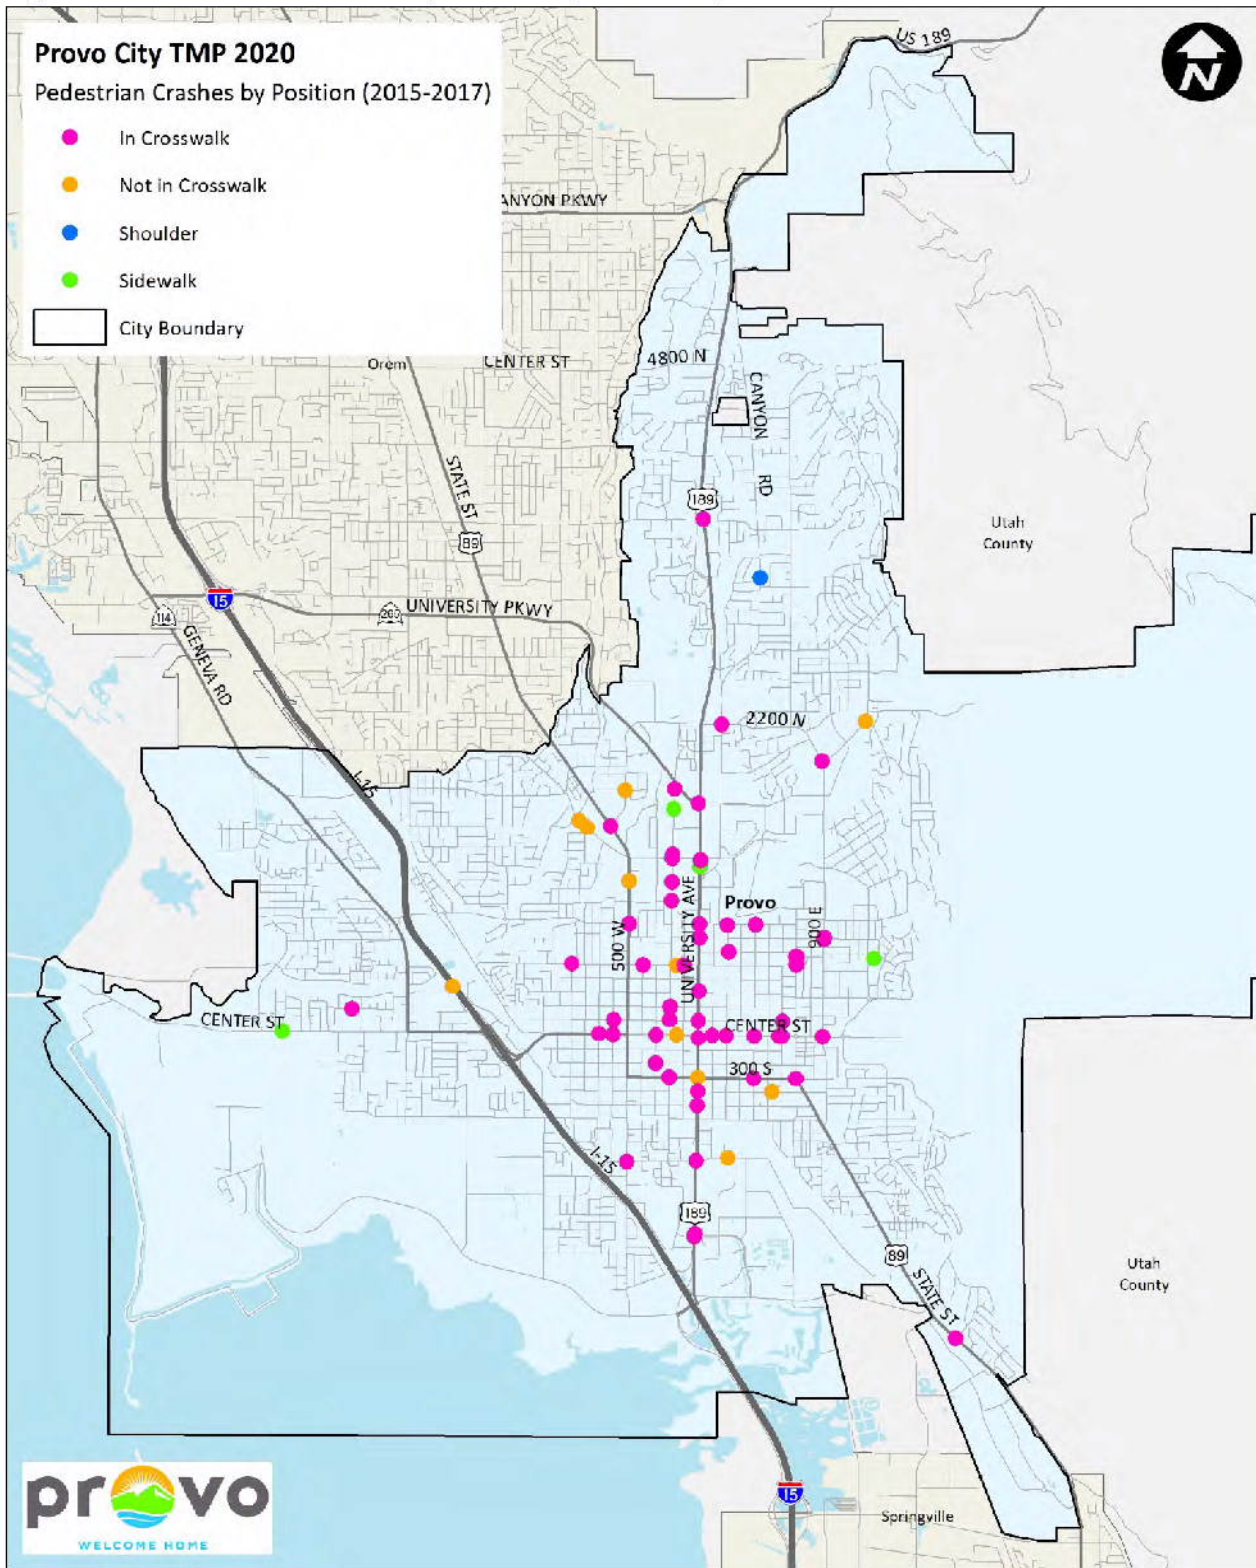 Provo City TMP 2020
Pedestrian Crashes by Position (2015-2017)
In Crosswalk
Not in Crosswalk
Shoulder
Sidewalk
City Boundary
N
US 189
ANYON PKWY
Orem
CENTER ST
4800 N
CANYON RD
STATE ST
189
89
Utah
County
15
114
265
UNIVERSITY PKWY
GENEVA RD
2200 N
I-15
UNIVERSITY AVE
Provo
500 W
900 E
CENTER ST
CENTER ST
300 S
I-15
189
89
STATE ST
Utah
County
15
Springville
provo
WELCOME HOME